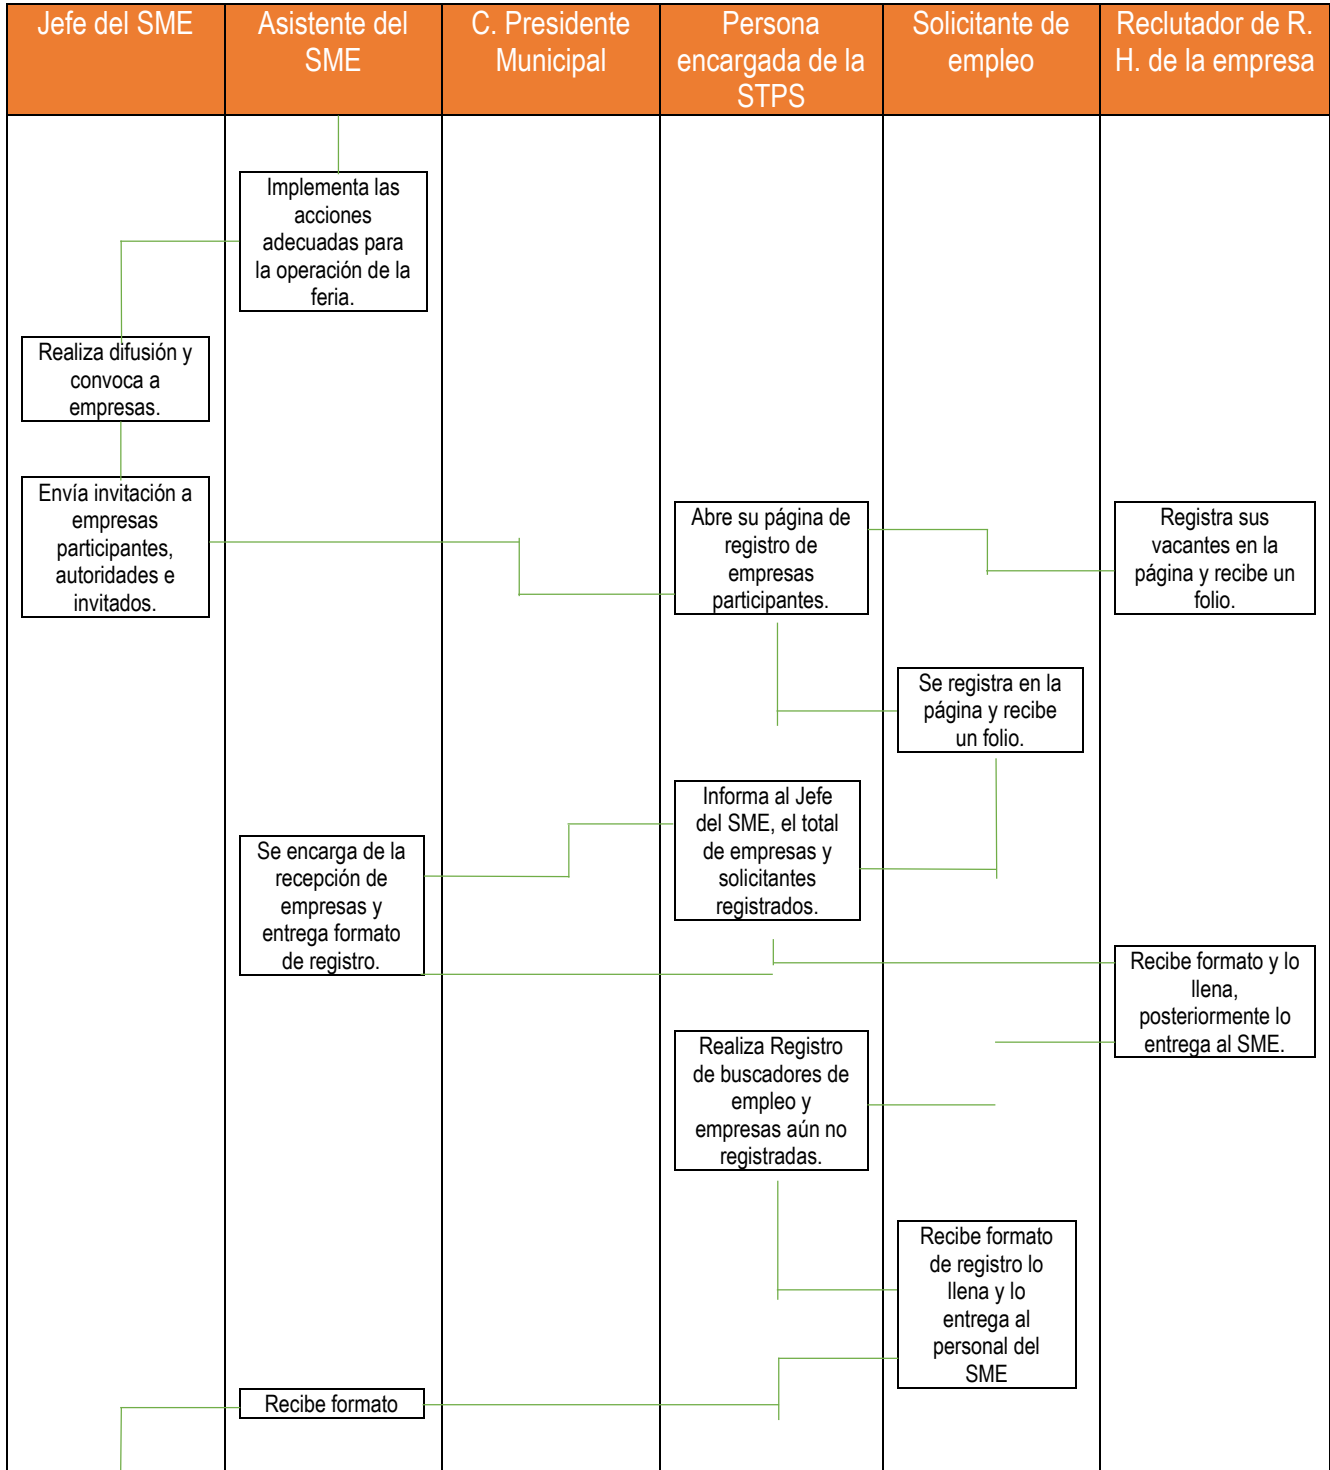 Jefe del SME
Asistente del
SME
C. Presidente
Municipal
Persona
encargada de la
STPS
Solicitante de
empleo
Reclutador de R.
H. de la empresa
Implementa las
acciones
adecuadas para
la operación de la
feria.
Realiza difusión y
convoca a
empresas.
Envía invitación a
empresas
participantes,
autoridades e
invitados.
Abre su página de
registro de
empresas
participantes.
Registra sus
vacantes en la
página y recibe un
folio.
Se registra en la
página y recibe
un folio.
Informa al Jefe
del SME, el total
de empresas y
solicitantes
registrados.
Se encarga de la
recepción de
empresas y
entrega formato
de registro.
Recibe formato y lo
llena,
posteriormente lo
entrega al SME.
Realiza Registro
de buscadores de
empleo y
empresas aún no
registradas.
Recibe formato
de registro lo
llena y lo
entrega al
personal del
SME
Recibe formato